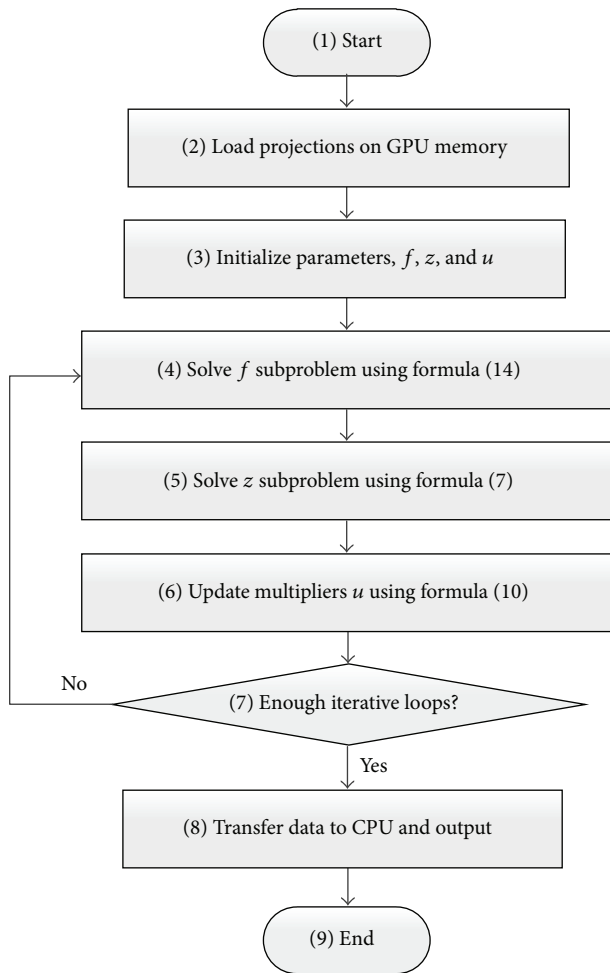 (1) Start
(2) Load projections on GPU memory
(3) Initialize parameters, f, z, and u
(4) Solve f subproblem using formula (14)
(5) Solve z subproblem using formula (7)
(6) Update multipliers u using formula (10)
No
(7) Enough iterative loops?
Yes
(8) Transfer data to CPU and output
(9) End